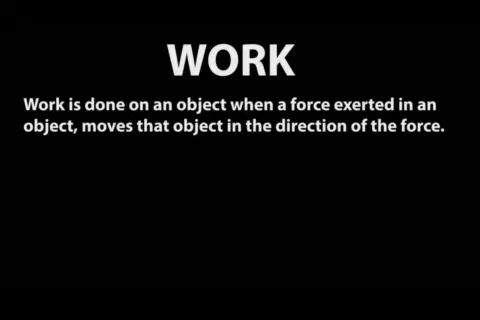 WORK
Work is done on an object when a force exerted in an
object, moves that object in the direction of the force.